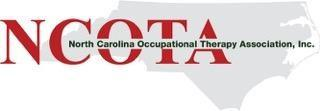 NCOTA
North Carolina Occupational Therapy Association, Inc.